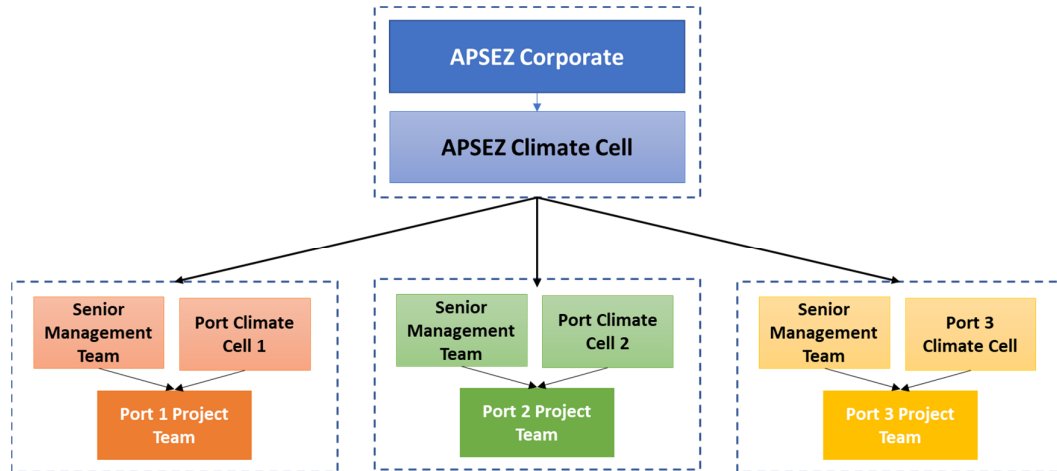 APSEZ Corporate
APSEZ Climate Cell
Senior
Management
Team
Port Climate
Cell 1
Port 1 Project
Team
Senior
Management
Team
Port Climate
Cell 2
Port 2 Project
Team
Senior
Management
Team
Port 3
Climate Cell
Port 3 Project
Team